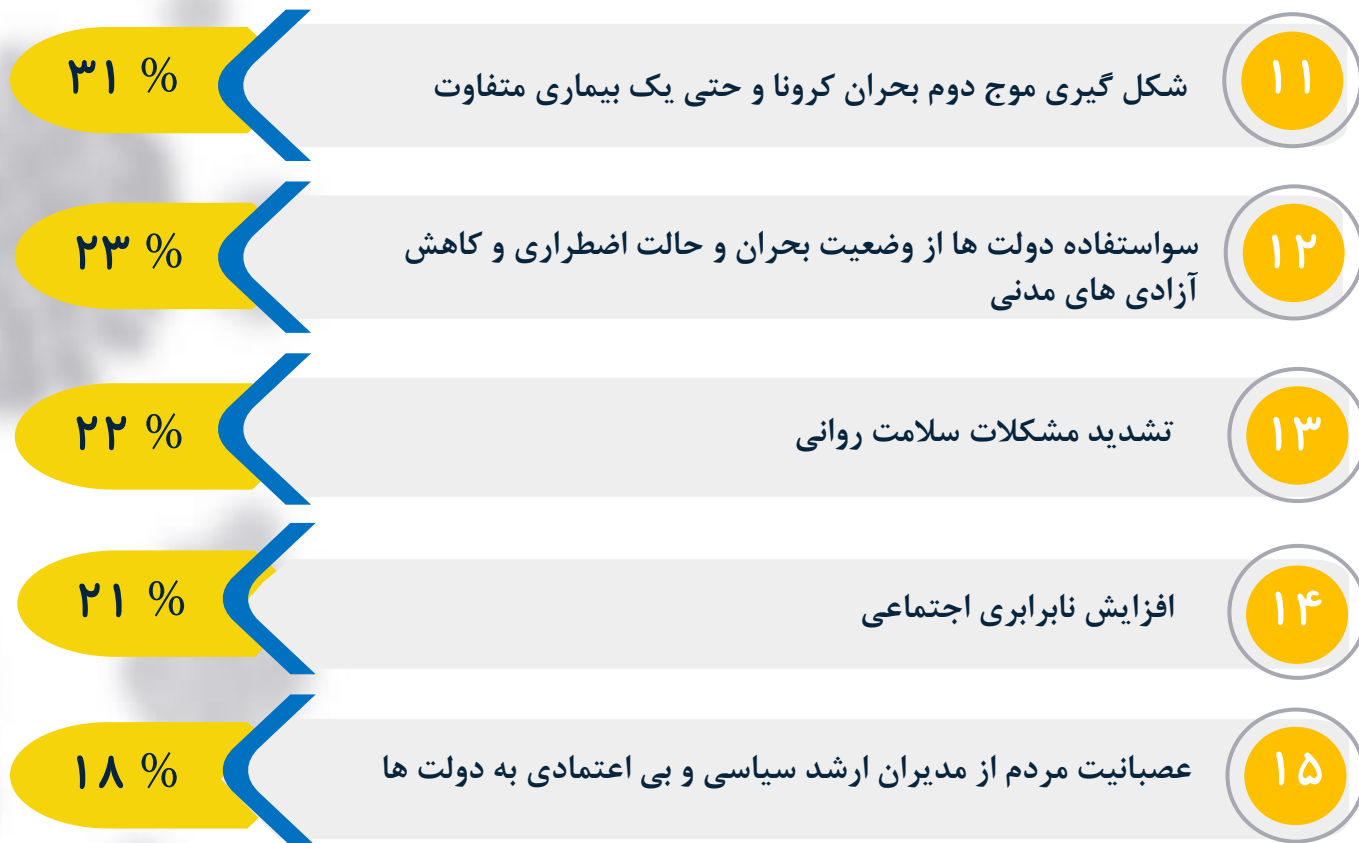 ۱۱
شکل گیری موج دوم بحران کرونا و حتی یک بیماری متفاوت
۳۱ %
۱۲
سواستفاده دولت ها از وضعیت بحران و حالت اضطراری و کاهش
آزادی های مدنی
۲۳ %
۱۳
تشدید مشکلات سلامت روانی
۲۲ %
۱۴
افزایش نابرابری اجتماعی
۲۱ %
۱۵
عصبانیت مردم از مدیران ارشد سیاسی و بی اعتمادی به دولت ها
۱۸ %